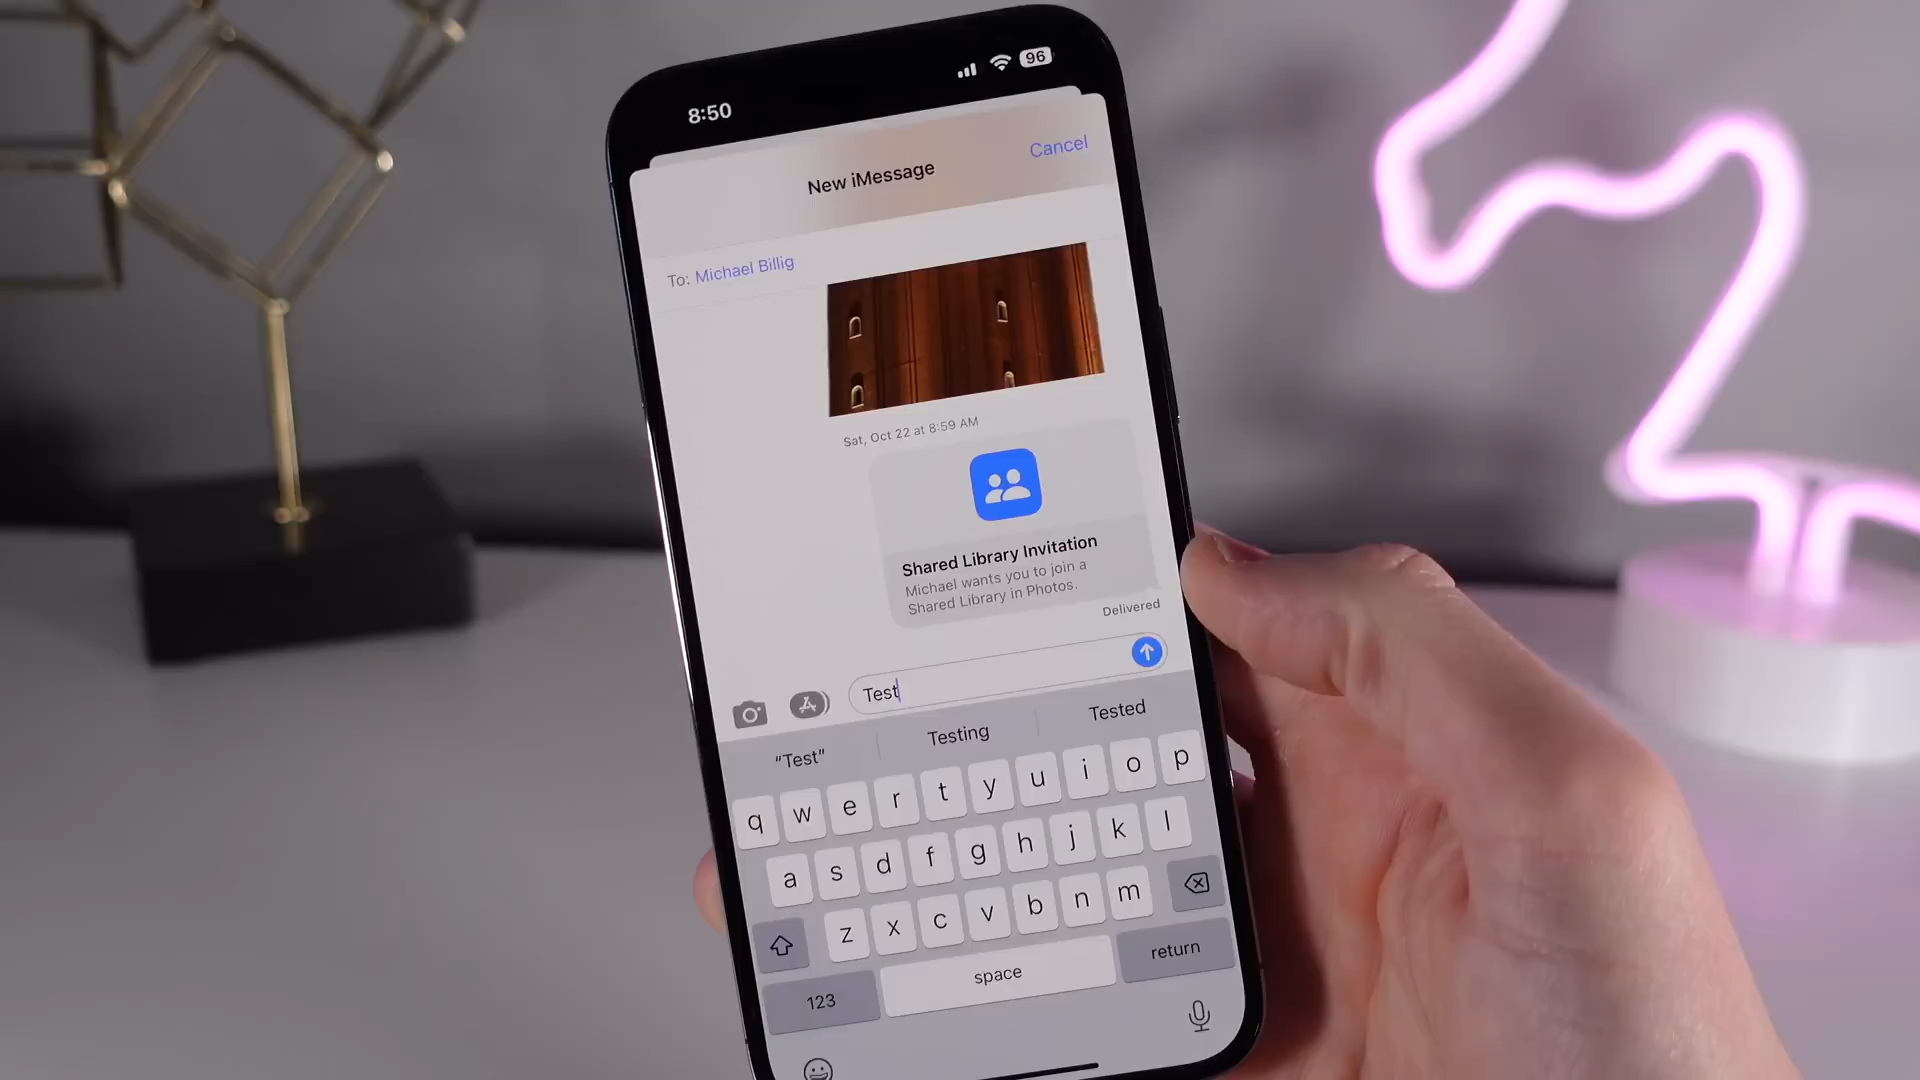 8:50
96
New iMessage
Cancel
To: Michael Billig
Sat, Oct 22 at 8:59 AM
Shared Library Invitation
Michael wants you to join a
Shared Library in Photos.
Delivered
Test
“Test”
Testing
Tested
q w e r t y u i o p
a s d f g h j k l
z x c v b n m
123
space
return